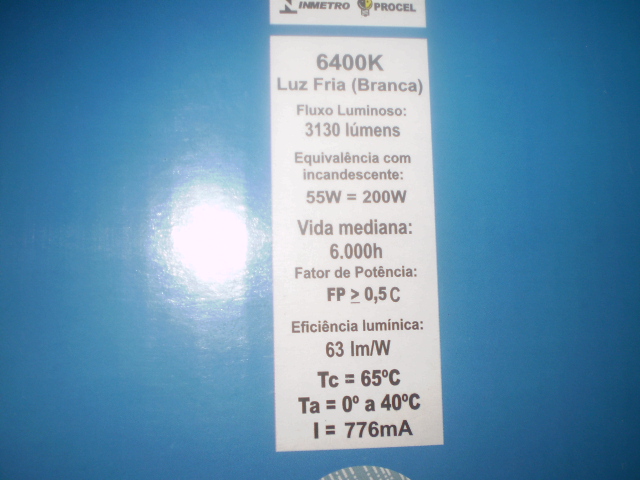 INMETRO PROCEL
6400K
Luz Fria (Branca)
Fluxo Luminoso:
3130 lúmens
Equivalência com
incandescente:
55W = 200W
Vida mediana:
6.000h
Fator de Potência:
FP ≥ 0,5 C
Eficiência lumínica:
63 lm/W
Tc = 65ºC
Ta = 0º a 40ºC
I = 776mA